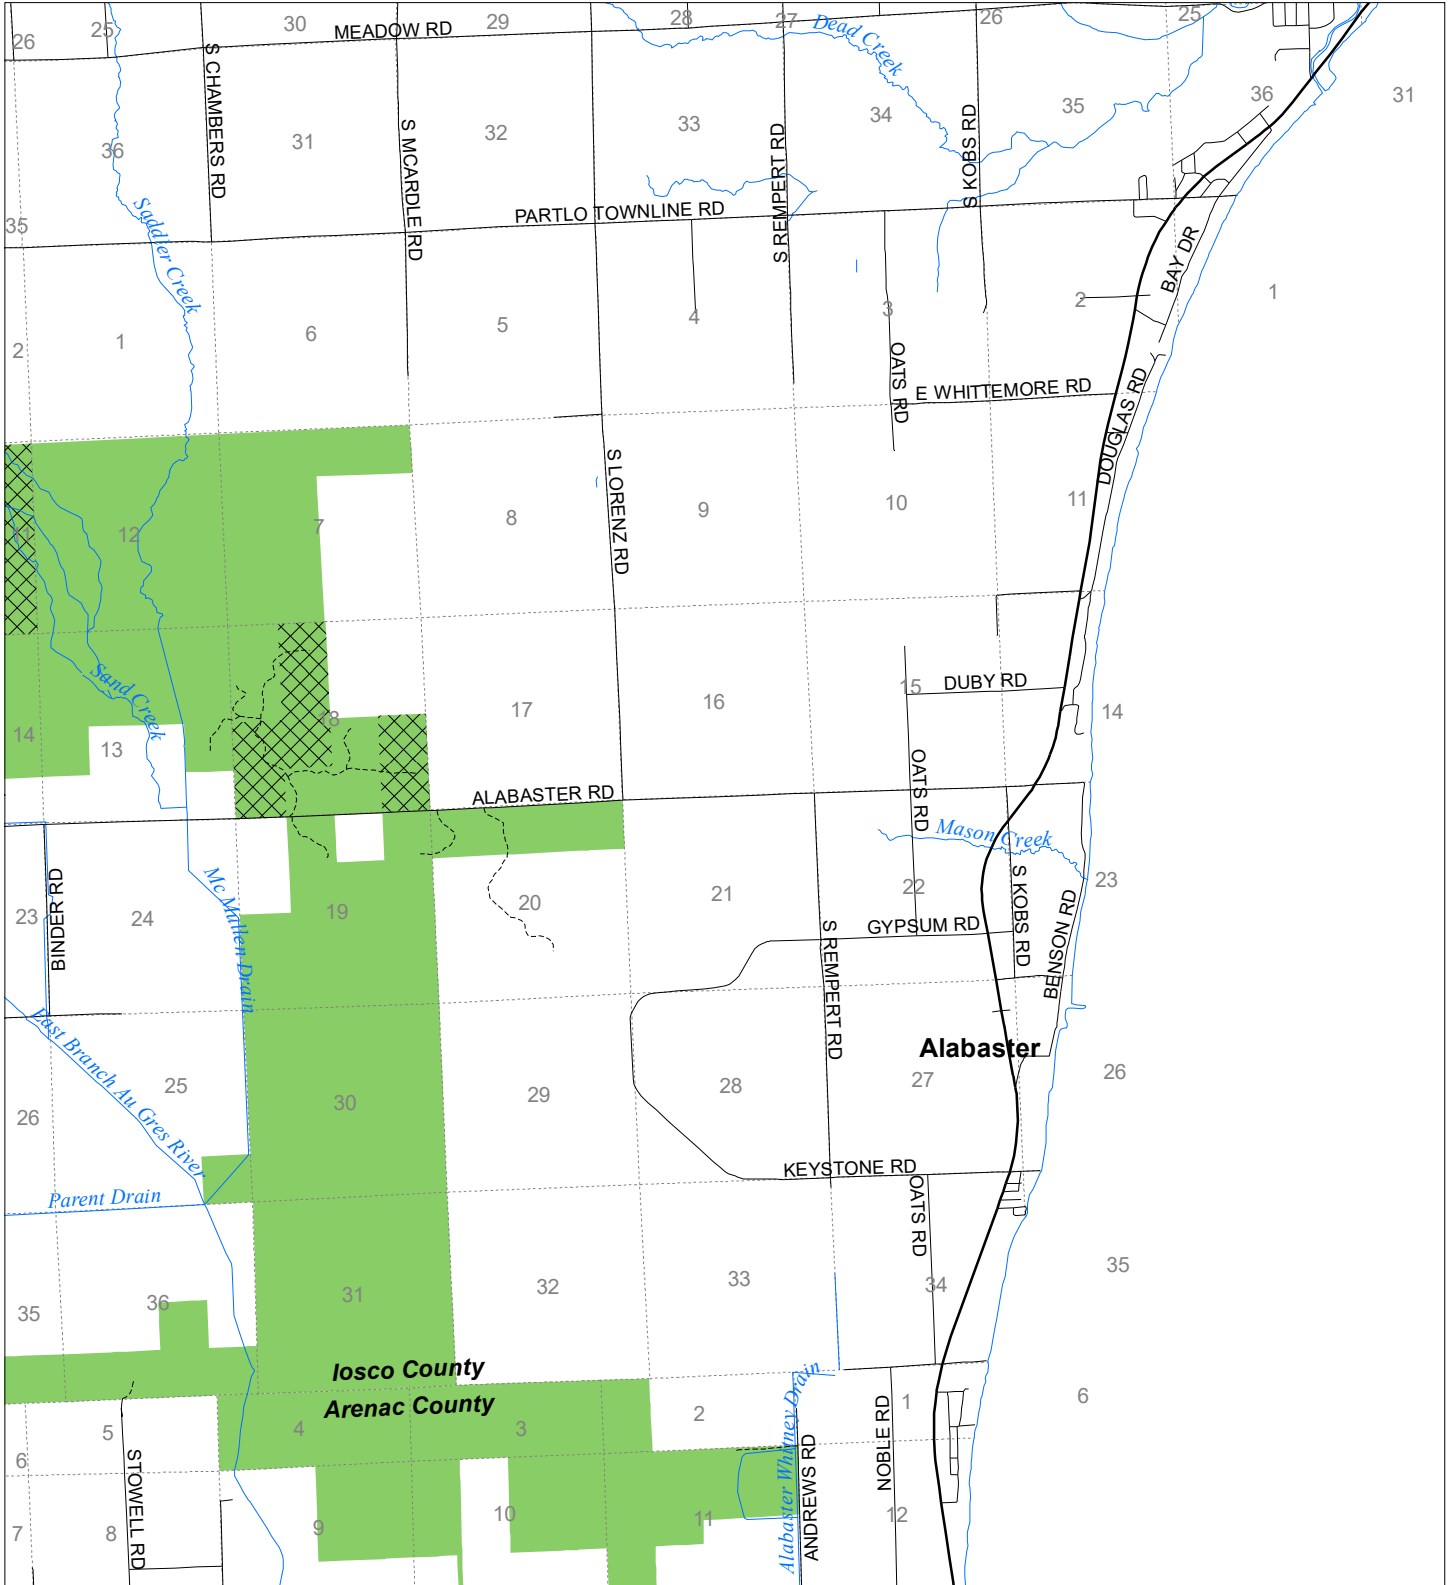 26
25
30
MEADOW RD
29
28
27
Dead Creek
26
25
36
S CHAMBERS RD
31
S MCARDLE RD
32
33
S REMPERT RD
34
S KOBS RD
35
36
31
35
Saddler Creek
PARTLO TOWNLINE RD
BAY DR
2
1
6
5
4
3
2
1
OATS RD
E WHITTEMORE RD
DOUGLAS RD
11
12
7
8
S LORENZ RD
9
10
11
14
13
Sand Creek
18
17
16
15
DUBY RD
14
ALABASTER RD
OATS RD
Mason Creek
23
BINDER RD
24
Mc Mullen Drain
19
20
21
22
S REMPERT RD
GYPSUM RD
S KOBS RD
BENSON RD
23
East Branch Au Gres River
26
25
30
29
28
27
Alabaster
26
KEYSTONE RD
Parent Drain
OATS RD
35
36
31
32
33
34
35
Iosco County
Arenac County
6
5
4
3
2
Alabaster Whitney Drain
1
6
7
8
STOWELL RD
9
10
11
ANDREWS RD
NOBLE RD
12